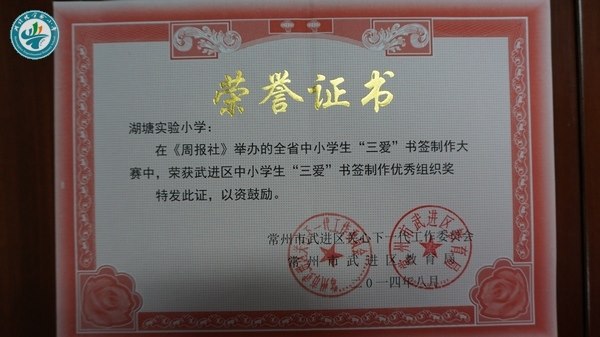 荣誉证书
湖塘实验小学：
在《周报社》举办的全省中小学生“三爱”书签制作大
赛中，荣获武进区中小学生“三爱”书签制作优秀组织奖
特发此证，以资鼓励。
常州市武进区关心下一代工作委员会
常州市武进区教育局
二〇一四年八月